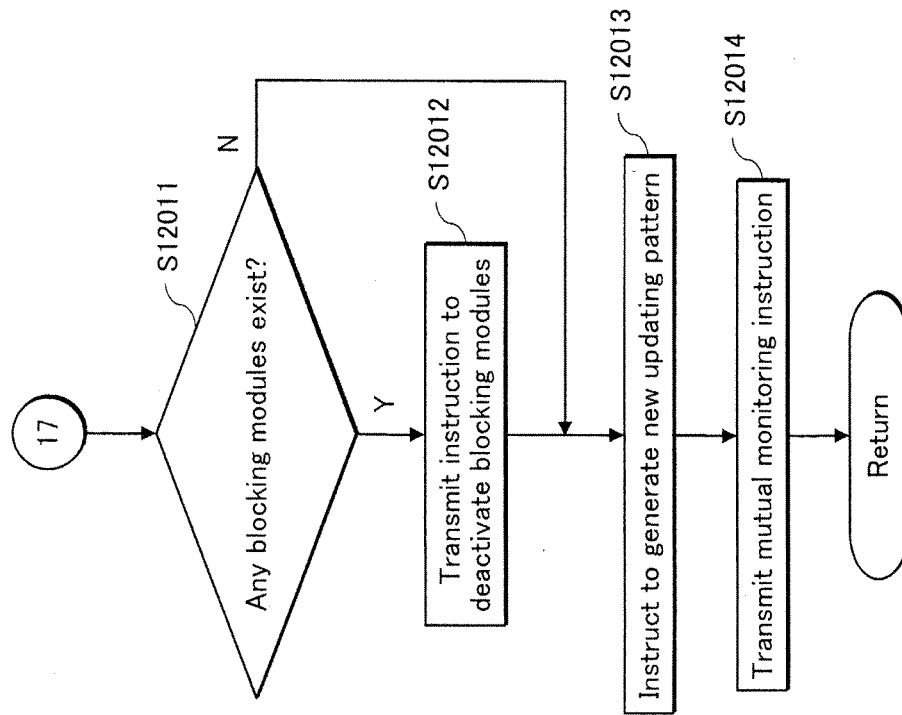 17
S12011
Any blocking modules exist?
N
Y
S12012
Transmit instruction to
deactivate blocking modules
S12013
Instruct to generate new updating pattern
S12014
Transmit mutual monitoring instruction
Return